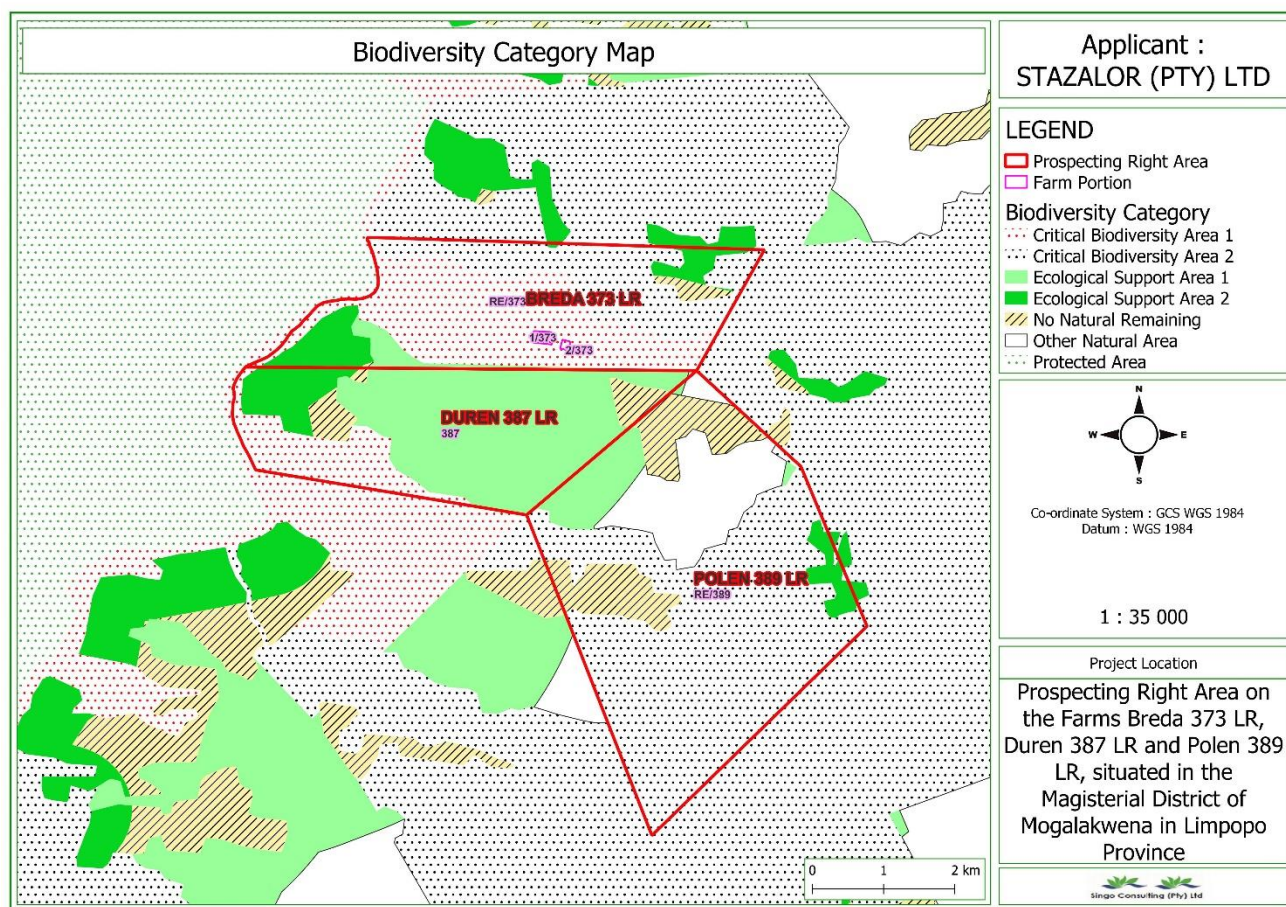 Biodiversity Category Map
Applicant :
STAZALOR (PTY) LTD
LEGEND
Prospecting Right Area
Farm Portion
Biodiversity Category
Critical Biodiversity Area 1
Critical Biodiversity Area 2
Ecological Support Area 1
Ecological Support Area 2
No Natural Remaining
Other Natural Area
Protected Area
N
W E
S
Co-ordinate System : GCS WGS 1984
Datum : WGS 1984
1 : 35 000
Project Location
Prospecting Right Area on
the Farms Breda 373 LR,
Duren 387 LR and Polen 389
LR, situated in the
Magisterial District of
Mogalakwena in Limpopo
Province
Singo Consulting (Pty) Ltd
RE/373 BREDA 373 LR
1/373
2/373
DUREN 387 LR
387
POLEN 389 LR
RE/389
0 1 2 km